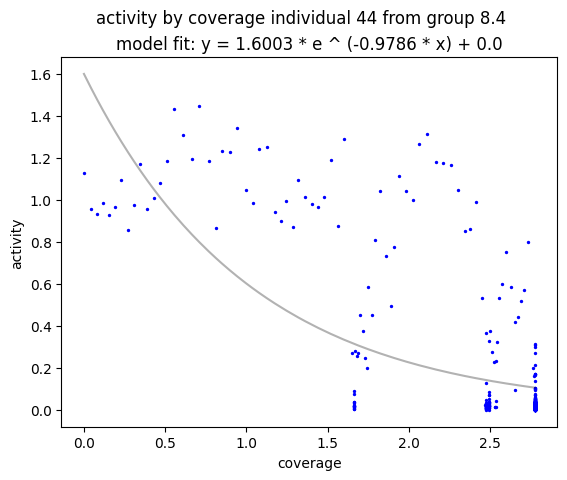 activity by coverage individual 44 from group 8.4
model fit: y = 1.6003 * e ^ (-0.9786 * x) + 0.0
1.6
1.4
1.2
1.0
0.8
0.6
0.4
0.2
0.0
activity
0.0 0.5 1.0 1.5 2.0 2.5
coverage